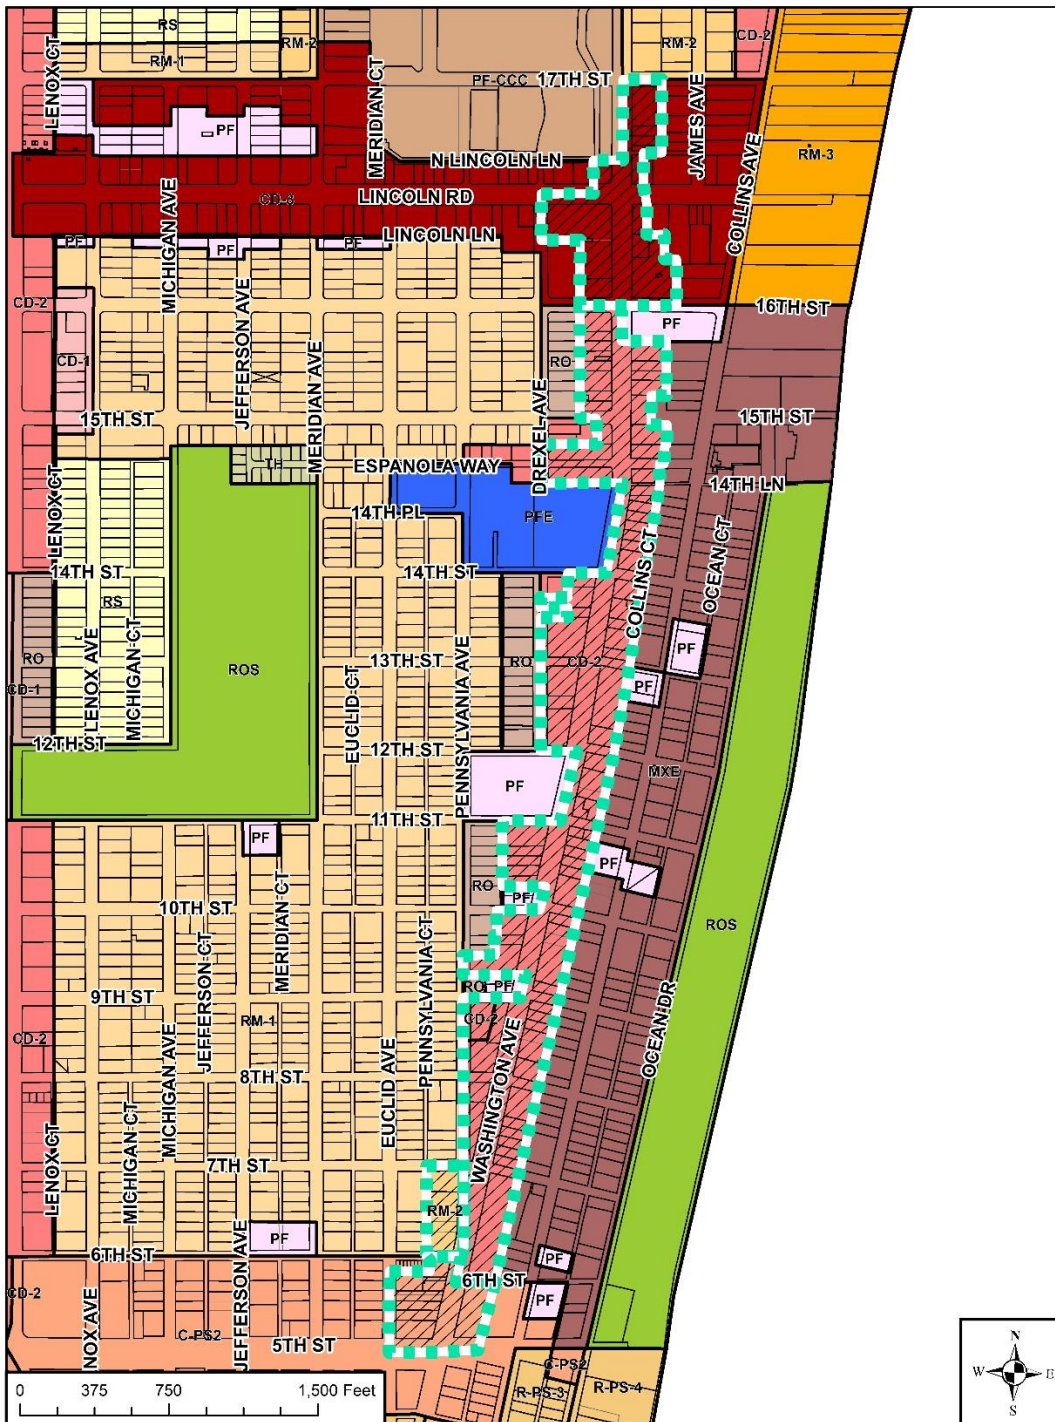 RS
RM-2
RM-2
CD-2
LENOX CT
RM-1
MERIDIAN CT
PF-CCC
17TH ST
JAMES AVE
PF
N LINCOLN LN
RM-3
MICHIGAN AVE
LINCOLN RD
COLLINS AVE
LINCOLN LN
PF
PF
PF
CD-2
JEFFERSON AVE
16TH ST
PF
CD-1
MERIDIAN AVE
RO
15TH ST
DREXEL AVE
15TH ST
LENOX CT
TH
ESPANOLA WAY
14TH LN
14TH PL
PFE
COLLINS CT
OCEAN CT
14TH ST
14TH ST
RS
RO
LENOX AVE
MICHIGAN CT
ROS
EUCLID CT
13TH ST
PENNSYLVANIA AVE
RO
CD-2
PF
PF
CD-1
12TH ST
12TH ST
MXE
PF
11TH ST
PF
PF
RO
PF
10TH ST
MERIDIAN CT
PENNSYLVANIA CT
ROS
JEFFERSON CT
9TH ST
RO
PF
OCEAN DR
CD-2
MICHIGAN AVE
RM-1
CD-2
EUCLID AVE
WASHINGTON AVE
8TH ST
LENOX CT
MICHIGAN CT
7TH ST
RM-2
JEFFERSON AVE
PF
6TH ST
PF
6TH ST
CD-2
PF
NOX AVE
C-PS2
5TH ST
C-PS2
R-PS-3
R-PS-4
0 375 750 1,500 Feet
N
W E
S